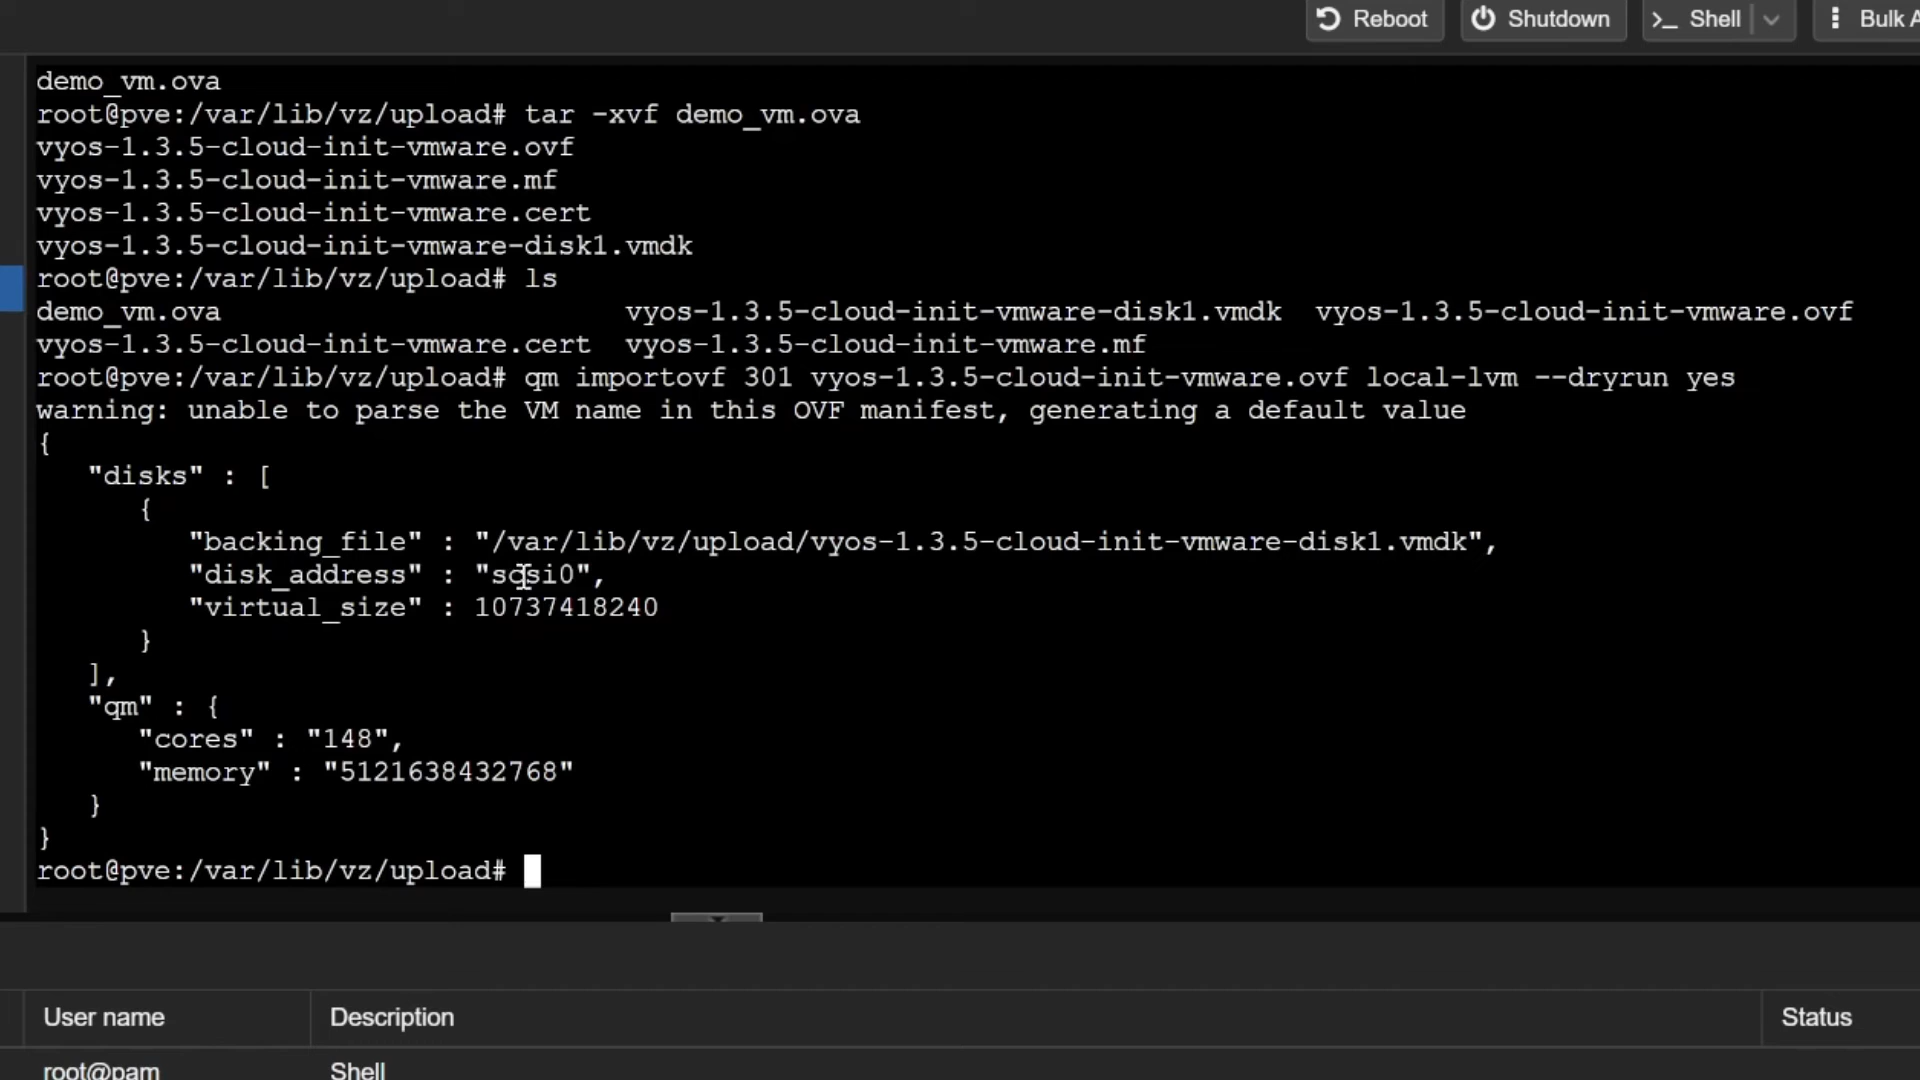 Reboot Shutdown >_ Shell Bulk A
demo_vm.ova
root@pve:/var/lib/vz/upload# tar -xvf demo_vm.ova
vyos-1.3.5-cloud-init-vmware.ovf
vyos-1.3.5-cloud-init-vmware.mf
vyos-1.3.5-cloud-init-vmware.cert
vyos-1.3.5-cloud-init-vmware-disk1.vmdk
root@pve:/var/lib/vz/upload# ls
demo_vm.ova vyos-1.3.5-cloud-init-vmware-disk1.vmdk vyos-1.3.5-cloud-init-vmware.ovf
vyos-1.3.5-cloud-init-vmware.cert vyos-1.3.5-cloud-init-vmware.mf
root@pve:/var/lib/vz/upload# qm importovf 301 vyos-1.3.5-cloud-init-vmware.ovf local-lvm --dryrun yes
warning: unable to parse the VM name in this OVF manifest, generating a default value
{
"disks" : [
{
"backing_file" : "/var/lib/vz/upload/vyos-1.3.5-cloud-init-vmware-disk1.vmdk",
"disk_address" : "scsi0",
"virtual_size" : 10737418240
}
],
"qm" : {
"cores" : "148",
"memory" : "5121638432768"
}
}
root@pve:/var/lib/vz/upload#
User name Description Status
root@pam Shell